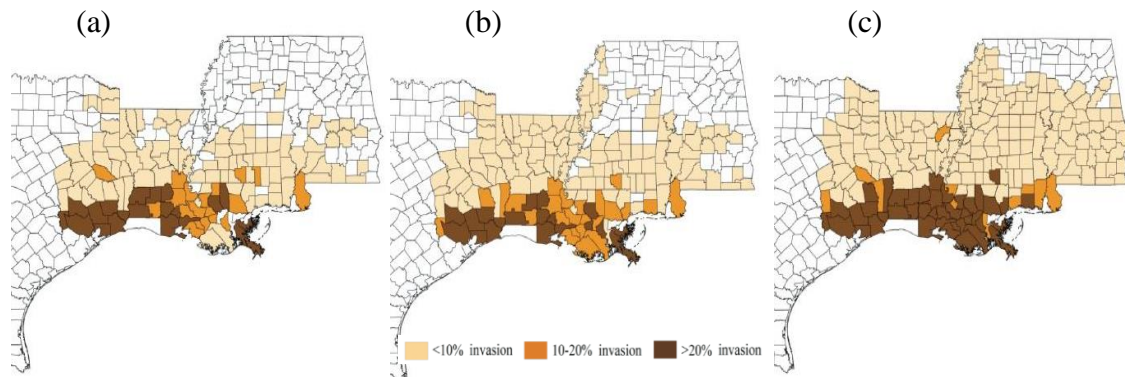 (a) (b) (c)
<10% invasion 10-20% invasion >20% invasion